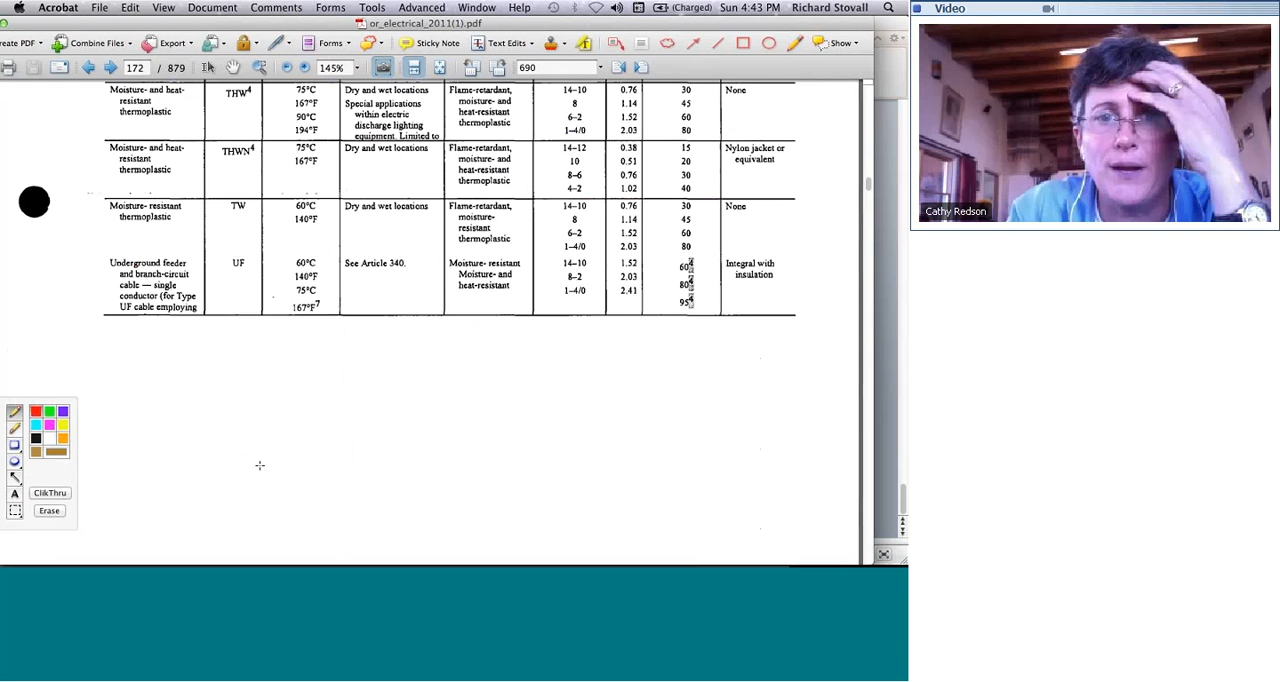 Acrobat File Edit View Document Comments Forms Tools Advanced Window Help (Charged) Sun 4:43 PM Richard Stovall
Video
or_electrical_2011(1).pdf
reate PDF Combine Files Export Forms Sticky Note Text Edits Show
172 / 879 145% 690
Moisture- and heat-resistant thermoplastic
THW4
75°C
167°F
90°C
194°F
Dry and wet locations
Special applications
within electric
discharge lighting
equipment. Limited to
Flame-retardant,
moisture- and
heat-resistant
thermoplastic
14–10 0.76 30
8 1.14 45
6–2 1.52 60
1–4/0 2.03 80
None
Moisture- and heat-
resistant
thermoplastic
THWN4
75°C
167°F
Dry and wet locations
Flame-retardant,
moisture- and
heat-resistant
thermoplastic
14–12 0.38 15
10 0.51 20
8–6 0.76 30
4–2 1.02 40
Nylon jacket or
equivalent
Moisture- resistant
thermoplastic
TW
60°C
140°F
Dry and wet locations
Flame-retardant,
moisture-
resistant
thermoplastic
14–10 0.76 30
8 1.14 45
6–2 1.52 60
1–4/0 2.03 80
None
Underground feeder
and branch-circuit
cable — single
conductor (for Type
UF cable employing
UF
60°C
140°F
75°C
167°F7
See Article 340.
Moisture- resistant
Moisture- and
heat-resistant
14–10 1.52 604
8–2 2.03 804
1–4/0 2.41 954
Integral with
insulation
A
ClikThru
Erase
Cathy Redson